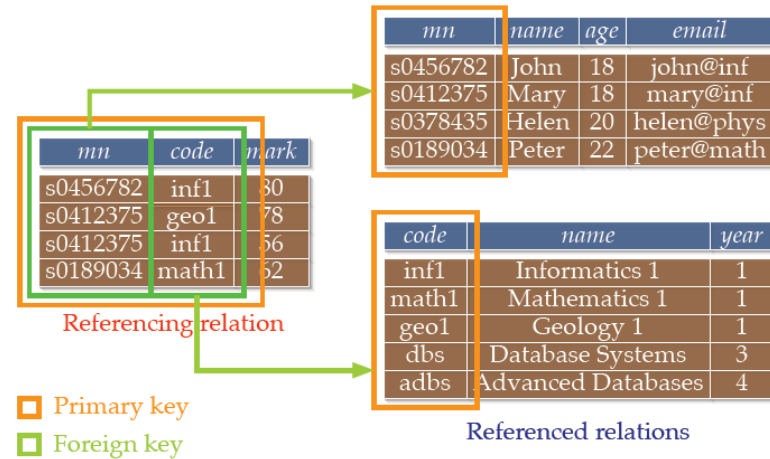 mn name age email
s0456782 John 18 john@inf
s0412375 Mary 18 mary@inf
s0378435 Helen 20 helen@phys
s0189034 Peter 22 peter@math
mn code mark
s0456782 inf1 80
s0412375 geo1 78
s0412375 inf1 56
s0189034 math1 62
Referencing relation
code name year
inf1 Informatics 1 1
math1 Mathematics 1 1
geo1 Geology 1 1
dbs Database Systems 3
adbs Advanced Databases 4
Referenced relations
Primary key
Foreign key